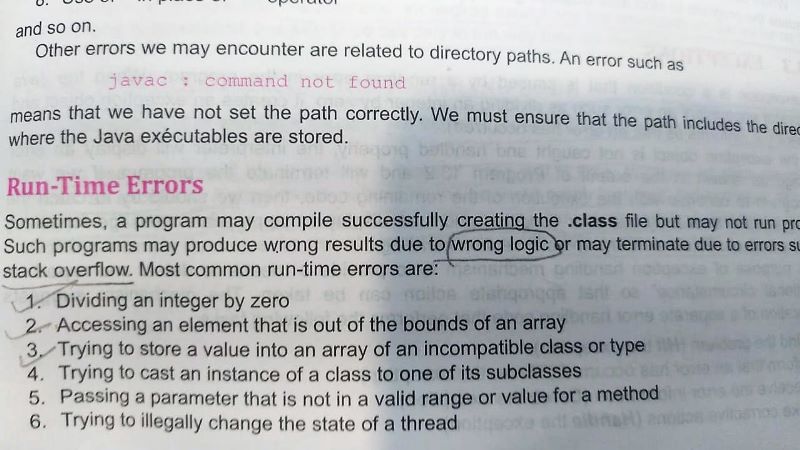 and so on.
Other errors we may encounter are related to directory paths. An error such as
javac : command not found
means that we have not set the path correctly. We must ensure that the path includes the
where the Java exécutables are stored.
Run-Time Errors
Sometimes, a program may compile successfully creating the .class file but may not run
Such programs may produce wrong results due to wrong logic or may terminate due to errors
stack overflow. Most common run-time errors are:
1. Dividing an integer by zero
2. Accessing an element that is out of the bounds of an array
3. Trying to store a value into an array of an incompatible class or type
4. Trying to cast an instance of a class to one of its subclasses
5. Passing a parameter that is not in a valid range or value for a method
6. Trying to illegally change the state of a thread